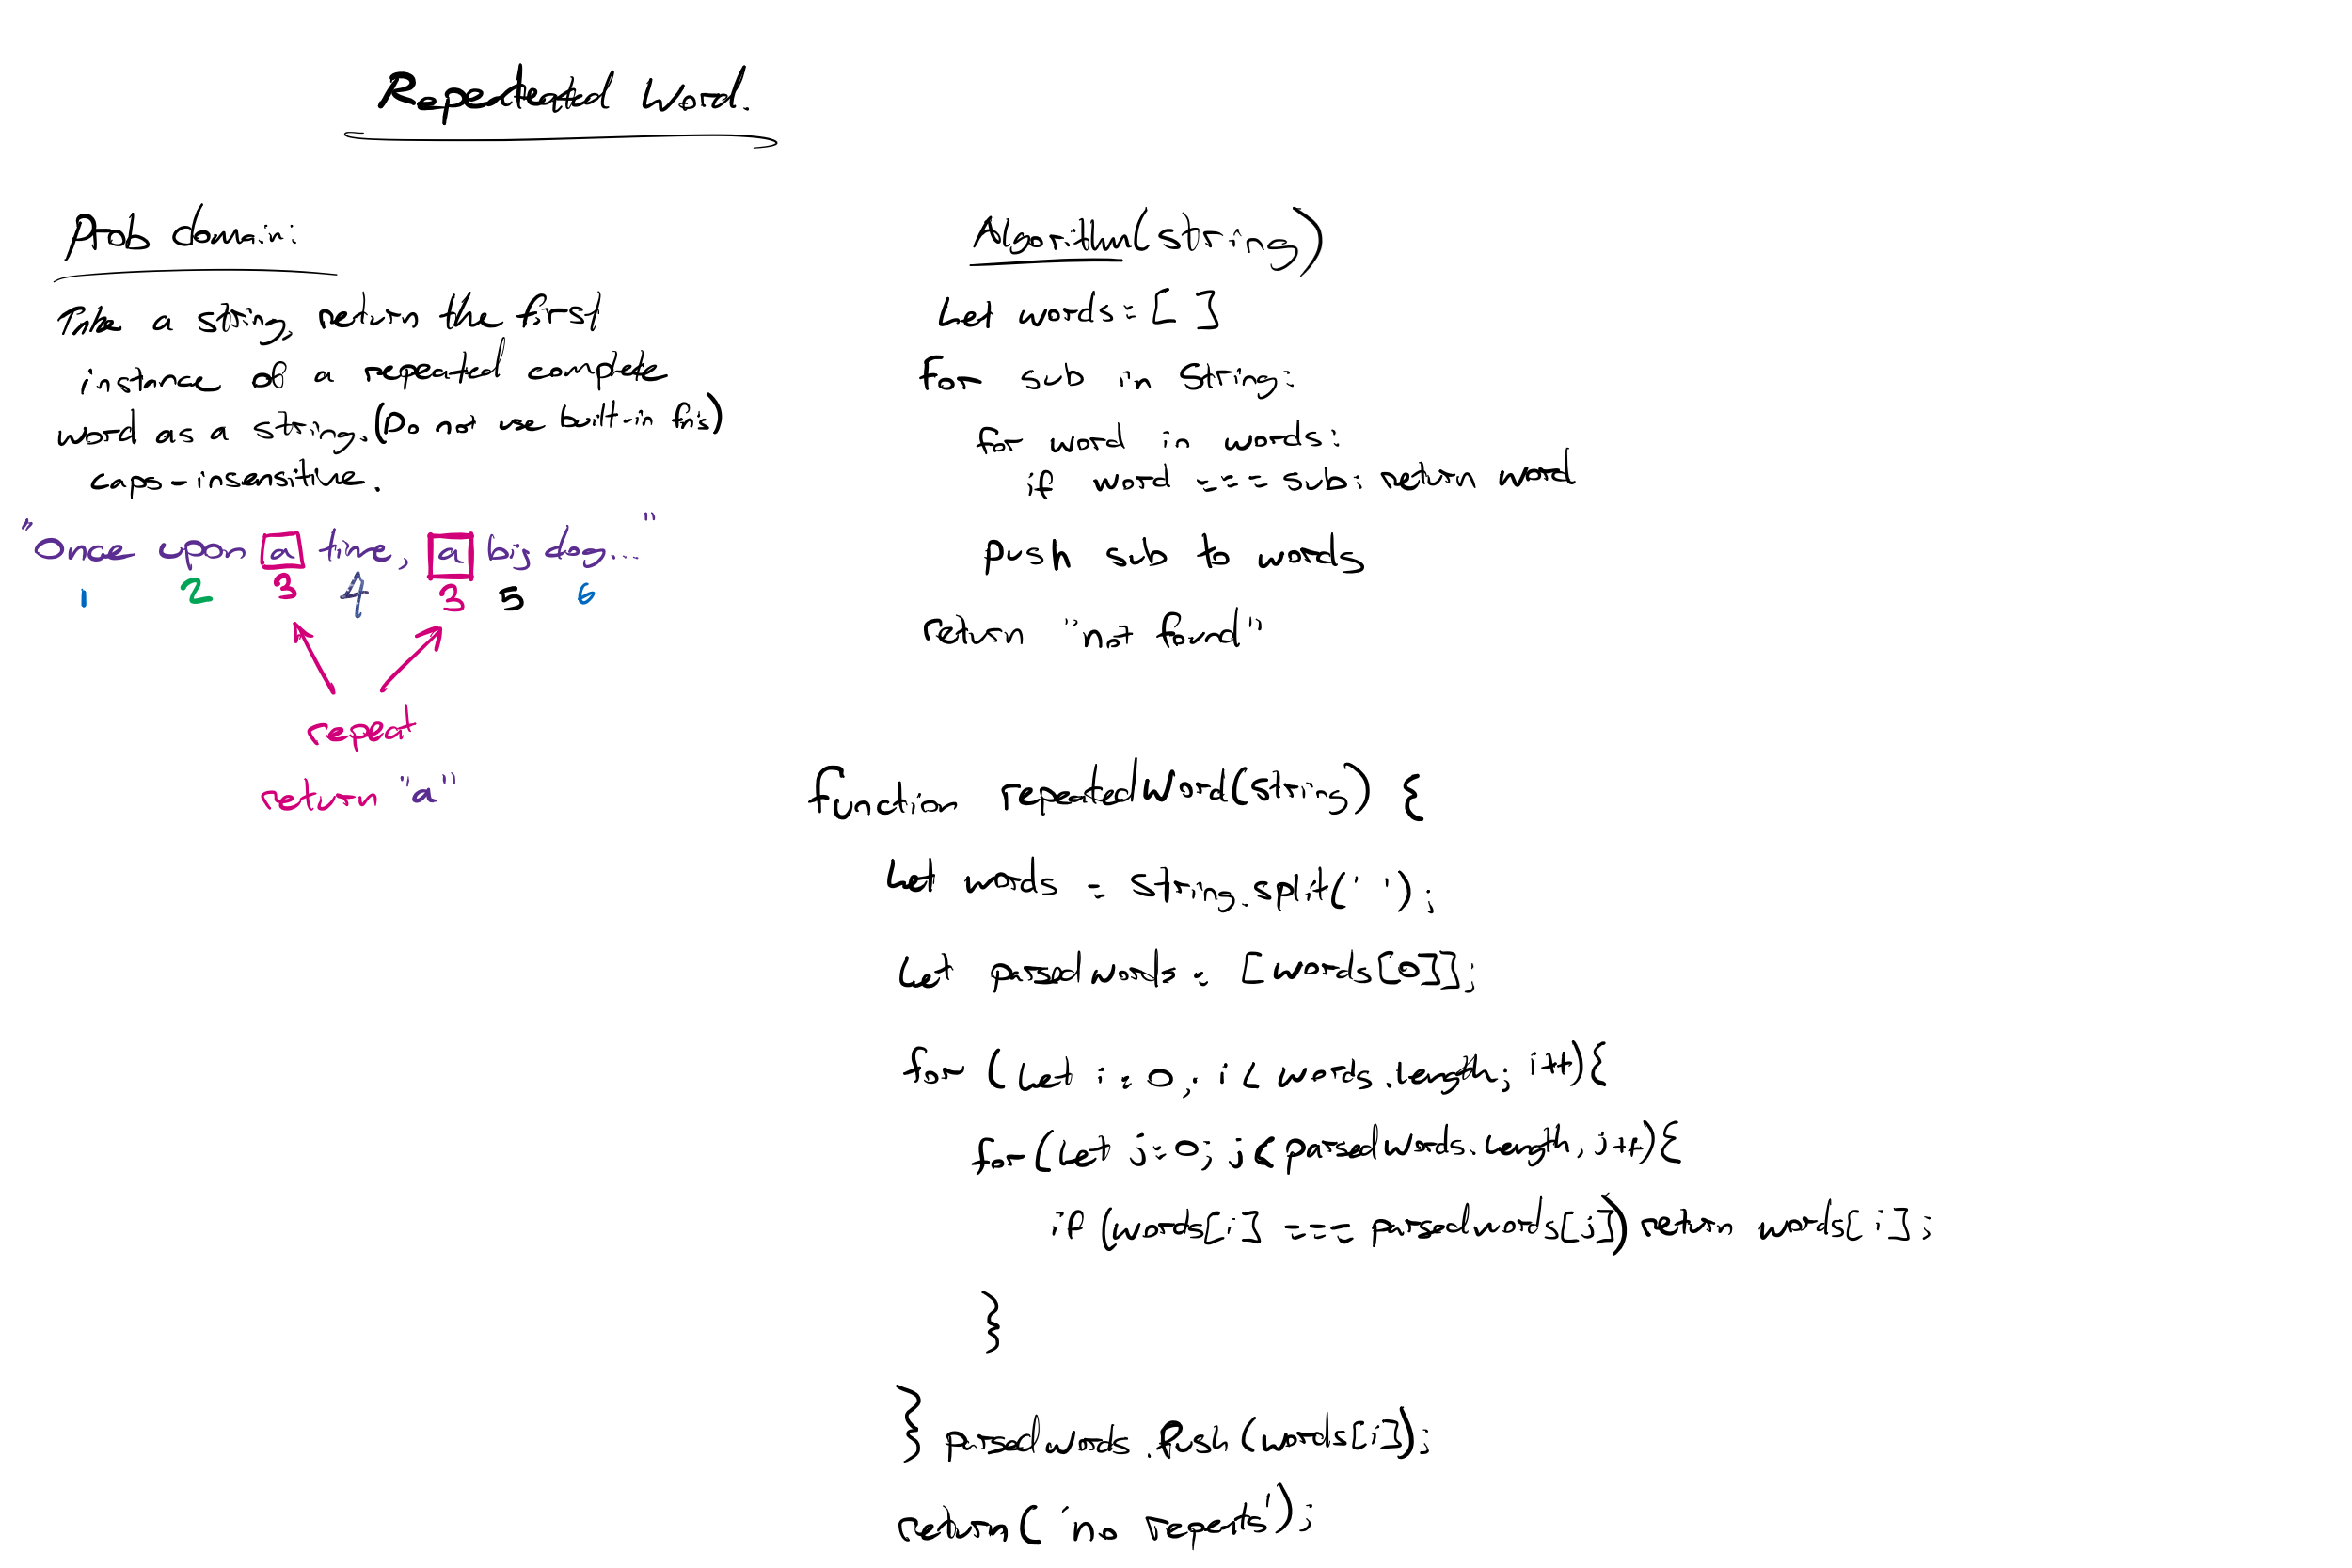 Repeateated Word.
Prob domain:
Take a string, return the first
instance of a repeated complete
word as a string. (Do not use built-in fn's)
caps-insensitive.
"Once upon a time, a big dog..."
1 2 3 4 3 5 6
repeat
return "a"
Algorithm(string)
Let words = [ ]
for sub in string:
for word in words:
if word === sub: return word
push sub to words
return "not found"
function repeatedWord(string) {
Let words = string.split(' ');
Let parsedwords = [words[0]];
for (Let i = 0; i < words.length; i++){
for(Let j=0; j< parsedWords.Length, j++){
if (words[i] === parsedwords[j]) return words[i];
}
} parsedwords.Push(words[i]);
return('no repeats');